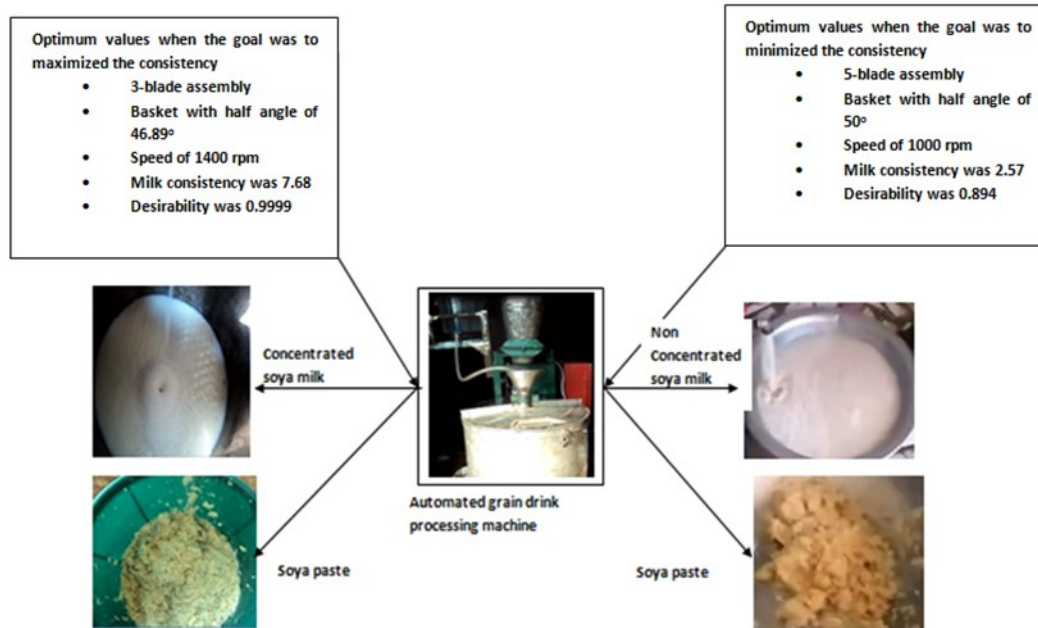 Optimum values when the goal was to
maximized the consistency
• 3-blade assembly
• Basket with half angle of
46.89º
• Speed of 1400 rpm
• Milk consistency was 7.68
• Desirability was 0.9999
Optimum values when the goal was to
minimized the consistency
• 5-blade assembly
• Basket with half angle of
50º
• Speed of 1000 rpm
• Milk consistency was 2.57
• Desirability was 0.894
Concentrated
soya milk
Non
Concentrated
soya milk
Automated grain drink
processing machine
Soya paste
Soya paste